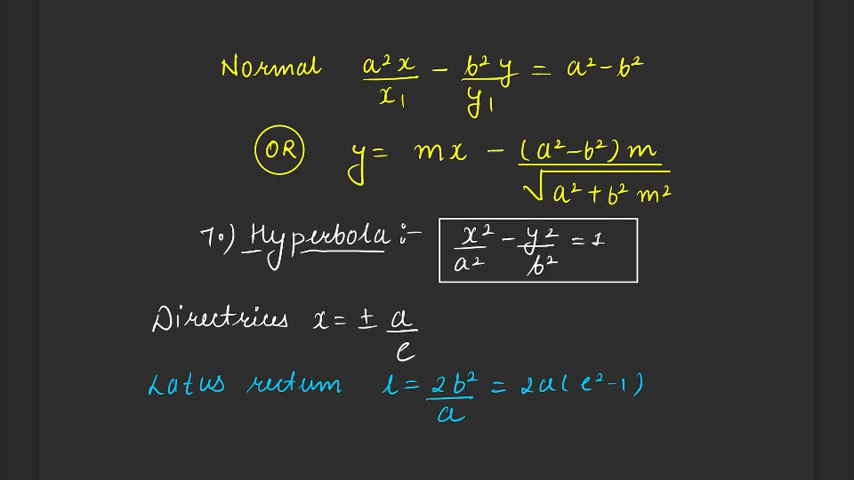 Normal a²x/x₁ − b²y/y₁ = a²−b²
OR y = mx − (a²−b²)m/√(a²+b²m²)
7.) Hyperbola :− x²/a² − y²/b² = 1
Directrices x = ± a/e
Latus rectum l = 2b²/a = 2a(e²−1)